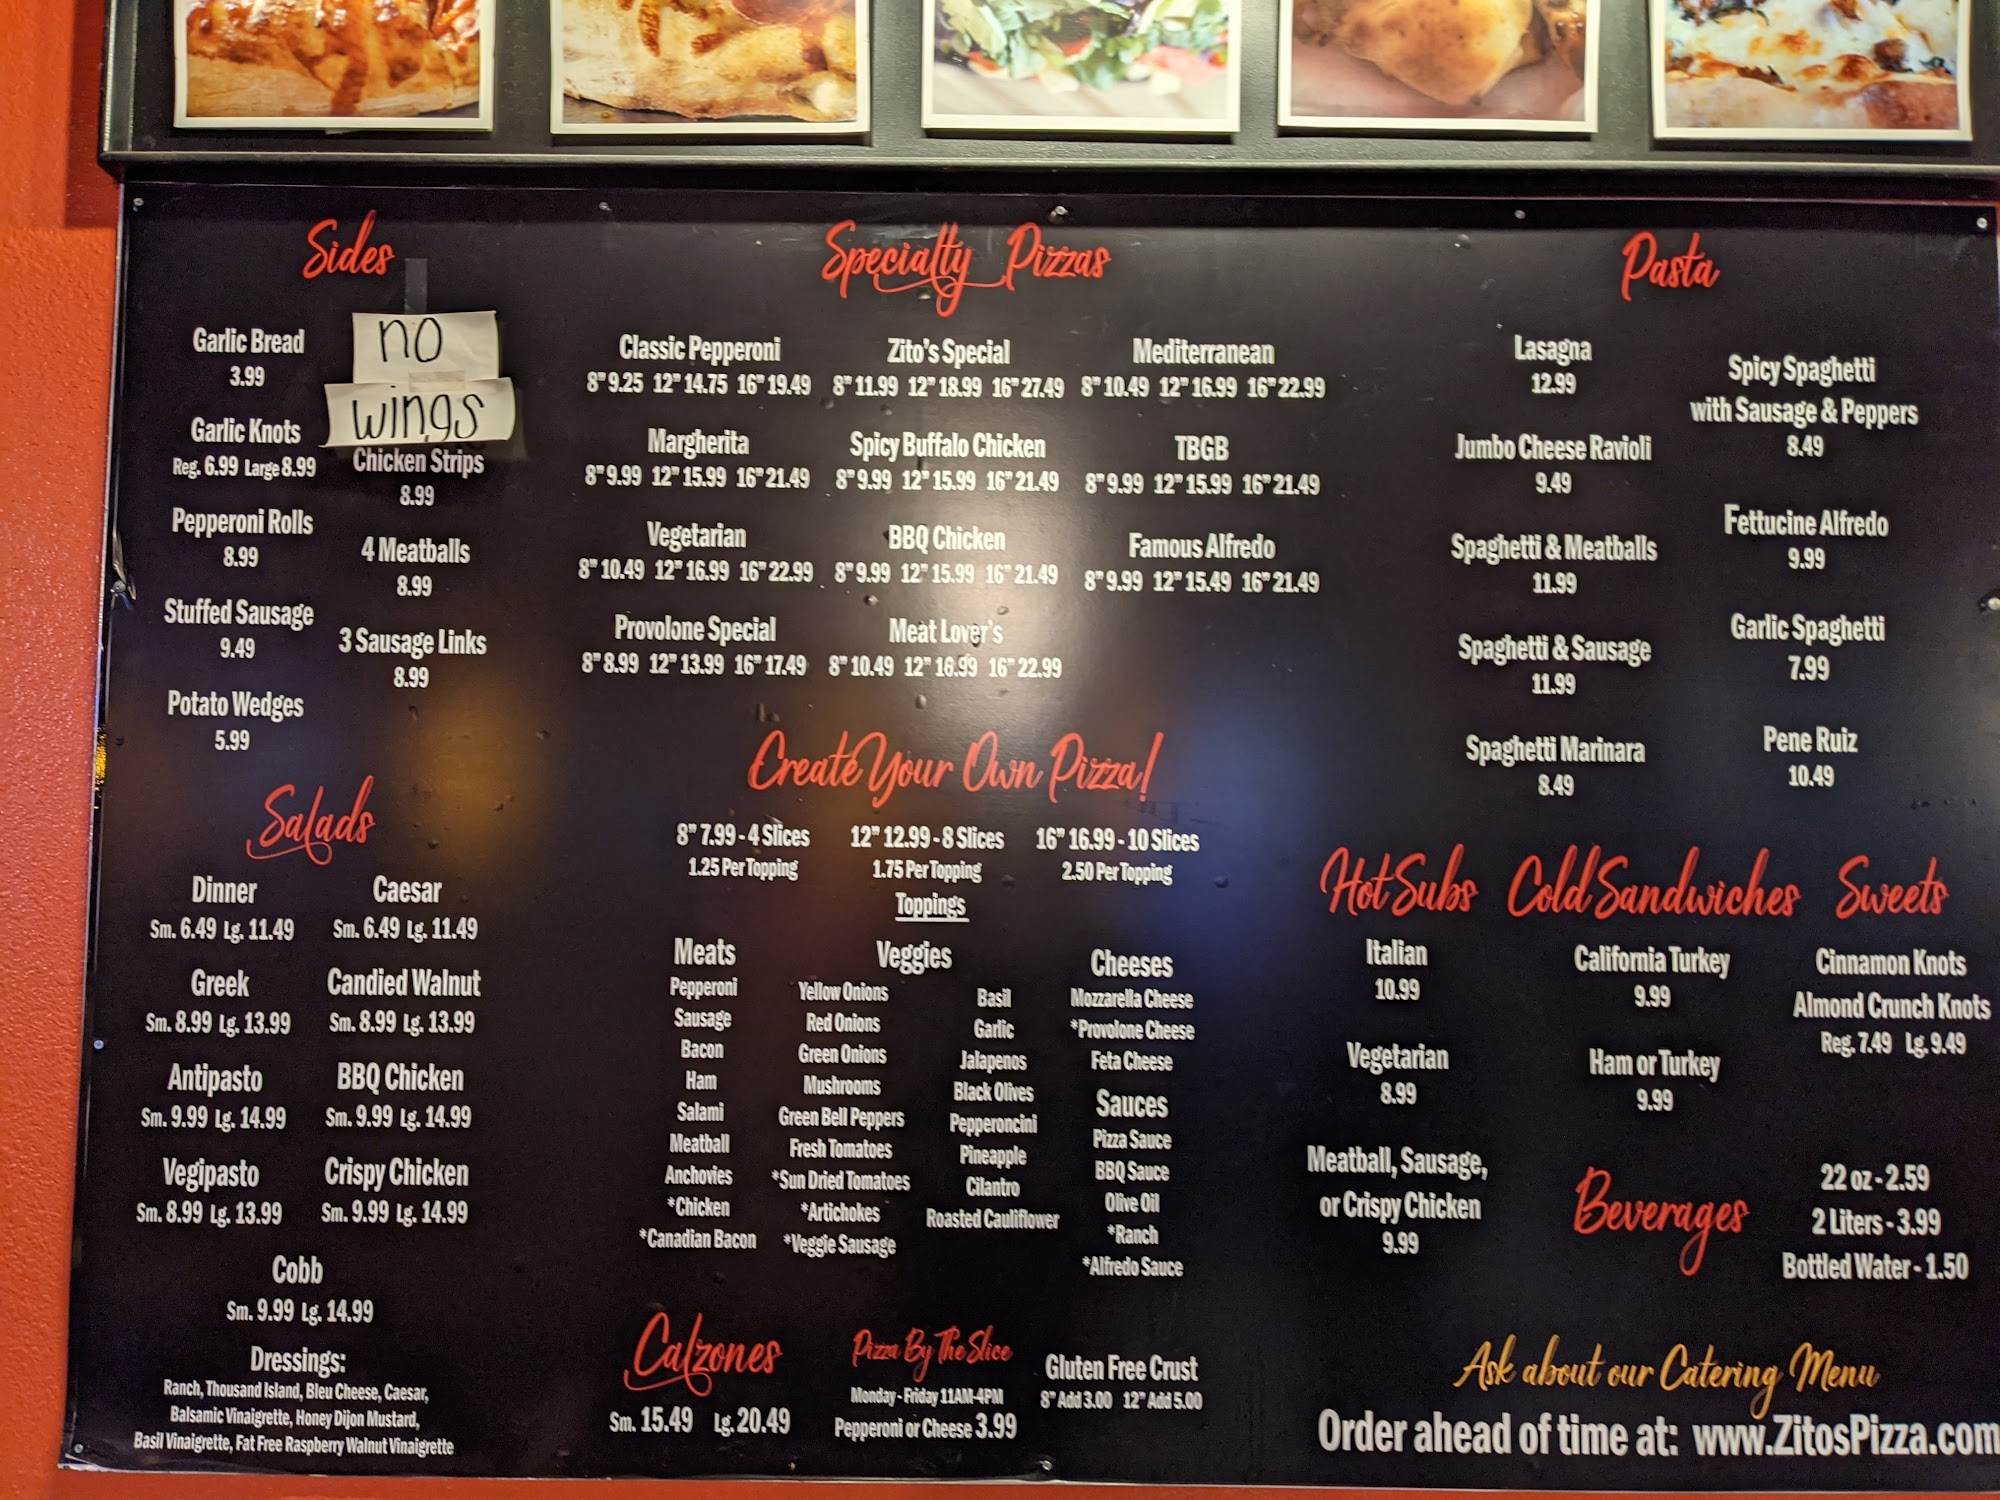 Sides
Garlic Bread
3.99
Garlic Knots
Reg. 6.99 Large 8.99
Pepperoni Rolls
8.99
Stuffed Sausage
9.49
Potato Wedges
5.99
no
wings
Chicken Strips
8.99
4 Meatballs
8.99
3 Sausage Links
8.99
Salads
Dinner
Sm. 6.49 Lg. 11.49
Caesar
Sm. 6.49 Lg. 11.49
Greek
Sm. 8.99 Lg. 13.99
Candied Walnut
Sm. 8.99 Lg. 13.99
Antipasto
Sm. 9.99 Lg. 14.99
BBQ Chicken
Sm. 9.99 Lg. 14.99
Vegipasto
Sm. 8.99 Lg. 13.99
Crispy Chicken
Sm. 9.99 Lg. 14.99
Cobb
Sm. 9.99 Lg. 14.99
Dressings:
Ranch, Thousand Island, Bleu Cheese, Caesar,
Balsamic Vinaigrette, Honey Dijon Mustard,
Basil Vinaigrette, Fat Free Raspberry Walnut Vinaigrette
Specialty Pizzas
Classic Pepperoni
8" 9.25 12" 14.75 16" 19.49
Zito's Special
8" 11.99 12" 18.99 16" 27.49
Mediterranean
8" 10.49 12" 16.99 16" 22.99
Margherita
8" 9.99 12" 15.99 16" 21.49
Spicy Buffalo Chicken
8" 9.99 12" 15.99 16" 21.49
TBGB
8" 9.99 12" 15.99 16" 21.49
Vegetarian
8" 10.49 12" 16.99 16" 22.99
BBQ Chicken
8" 9.99 12" 15.99 16" 21.49
Famous Alfredo
8" 9.99 12" 15.49 16" 21.49
Provolone Special
8" 8.99 12" 13.99 16" 17.49
Meat Lover's
8" 10.49 12" 16.99 16" 22.99
Create Your Own Pizza!
8" 7.99 - 4 Slices
1.25 Per Topping
12" 12.99 - 8 Slices
1.75 Per Topping
16" 16.99 - 10 Slices
2.50 Per Topping
Toppings
Meats
Pepperoni
Sausage
Bacon
Ham
Salami
Meatball
Anchovies
*Chicken
*Canadian Bacon
Veggies
Yellow Onions
Red Onions
Green Onions
Mushrooms
Green Bell Peppers
Fresh Tomatoes
*Sun Dried Tomatoes
*Artichokes
*Veggie Sausage
Basil
Garlic
Jalapenos
Black Olives
Pepperoncini
Pineapple
Cilantro
Roasted Cauliflower
Cheeses
Mozzarella Cheese
*Provolone Cheese
Feta Cheese
Sauces
Pizza Sauce
BBQ Sauce
Olive Oil
*Ranch
*Alfredo Sauce
Calzones
Sm. 15.49 Lg. 20.49
Pizza By The Slice
Monday - Friday 11AM-4PM
Pepperoni or Cheese 3.99
Gluten Free Crust
8" Add 3.00 12" Add 5.00
Pasta
Lasagna
12.99
Jumbo Cheese Ravioli
9.49
Spaghetti & Meatballs
11.99
Spaghetti & Sausage
11.99
Spaghetti Marinara
8.49
Spicy Spaghetti
with Sausage & Peppers
8.49
Fettucine Alfredo
9.99
Garlic Spaghetti
7.99
Pene Ruiz
10.49
Hot Subs
Italian
10.99
Vegetarian
8.99
Meatball, Sausage,
or Crispy Chicken
9.99
Cold Sandwiches
California Turkey
9.99
Ham or Turkey
9.99
Sweets
Cinnamon Knots
Almond Crunch Knots
Reg. 7.49 Lg. 9.49
Beverages
22 oz - 2.59
2 Liters - 3.99
Bottled Water - 1.50
Ask about our Catering Menu
Order ahead of time at: www.ZitosPizza.com